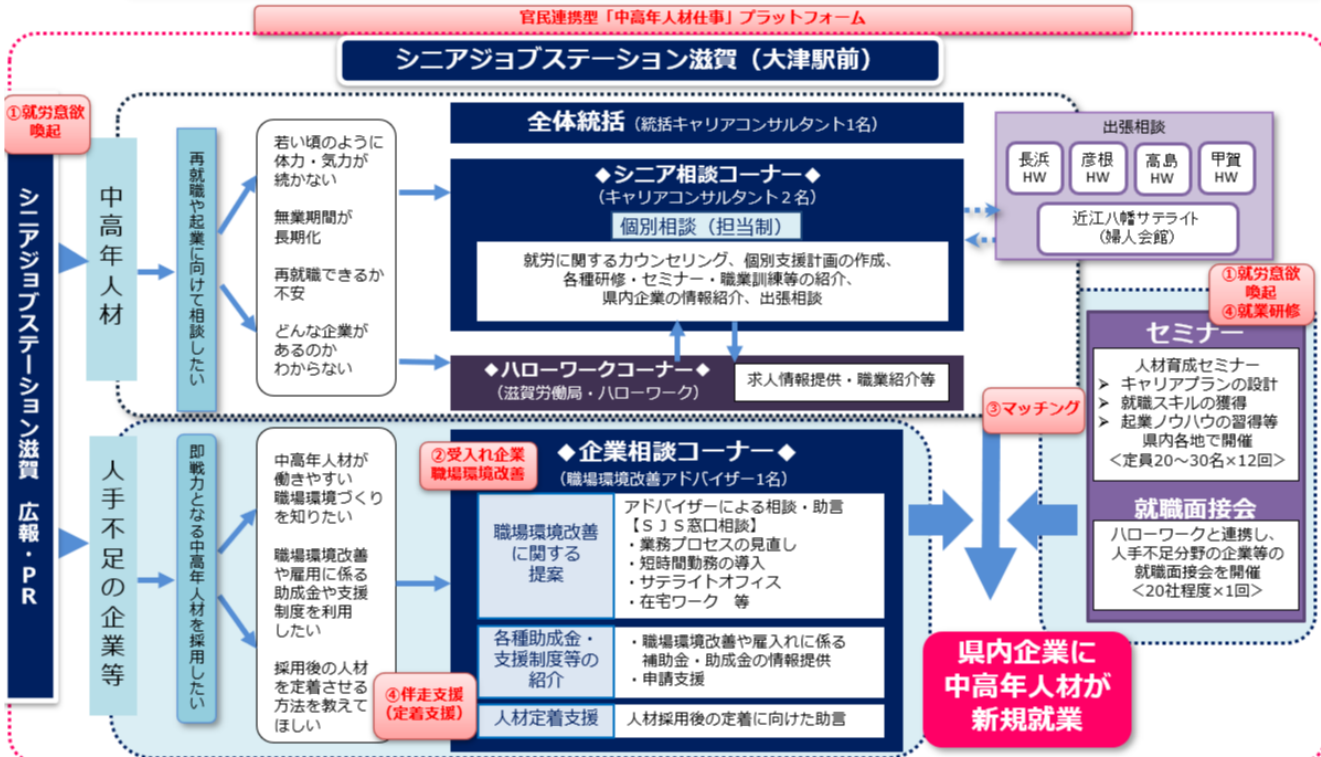 官民連携型「中高年人材仕事」プラットフォーム
シニアジョブステーション滋賀（大津駅前）
①就労意欲
喚起
シニアジョブステーション滋賀　広報・PR
中高年人材
再就職や起業に向けて相談したい
若い頃のように
体力・気力が
続かない
無業期間が
長期化
再就職できるか
不安
どんな企業が
あるのか
わからない
全体統括（統括キャリアコンサルタント1名）
◆シニア相談コーナー◆
（キャリアコンサルタント２名）
個別相談（担当制）
就労に関するカウンセリング、個別支援計画の作成、
各種研修・セミナー・職業訓練等の紹介、
県内企業の情報紹介、出張相談
◆ハローワークコーナー◆
（滋賀労働局・ハローワーク）
求人情報提供・職業紹介等
出張相談
長浜
HW
彦根
HW
高島
HW
甲賀
HW
近江八幡サテライト
（婦人会館）
①就労意欲
喚起
④就業研修
セミナー
人材育成セミナー
➢ キャリアプランの設計
➢ 就職スキルの獲得
➢ 起業ノウハウの習得等
県内各地で開催
＜定員20～30名×12回＞
就職面接会
ハローワークと連携し、
人手不足分野の企業等の
就職面接会を開催
＜20社程度×1回＞
③マッチング
人手不足の企業等
即戦力となる中高年人材を採用したい
中高年人材が
働きやすい
職場環境づくり
を知りたい
職場環境改善
や雇用に係る
助成金や支援
制度を利用
したい
採用後の人材
を定着させる
方法を教えて
ほしい
②受入れ企業
職場環境改善
④伴走支援
（定着支援）
◆企業相談コーナー◆
（職場環境改善アドバイザー1名）
職場環境改善
に関する
提案
アドバイザーによる相談・助言
【ＳＪＳ窓口相談】
・業務プロセスの見直し
・短時間勤務の導入
・サテライトオフィス
・在宅ワーク　等
各種助成金・
支援制度等の
紹介
・職場環境改善や雇入れに係る
補助金・助成金の情報提供
・申請支援
人材定着支援
人材採用後の定着に向けた助言
県内企業に
中高年人材が
新規就業